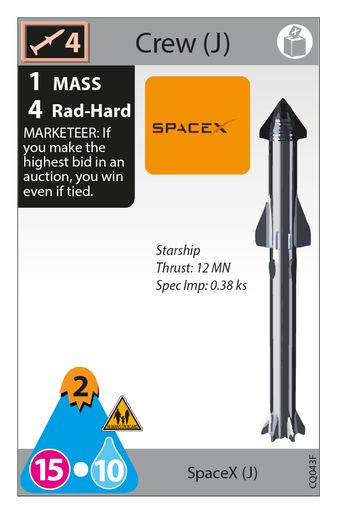 4
Crew (J)
1 MASS
4 Rad-Hard
MARKETEER: If
you make the
highest bid in an
auction, you win
even if tied.
SPACEX
Starship
Thrust: 12 MN
Spec Imp: 0.38 ks
2
15 • 10
SpaceX (J)
CQ043F